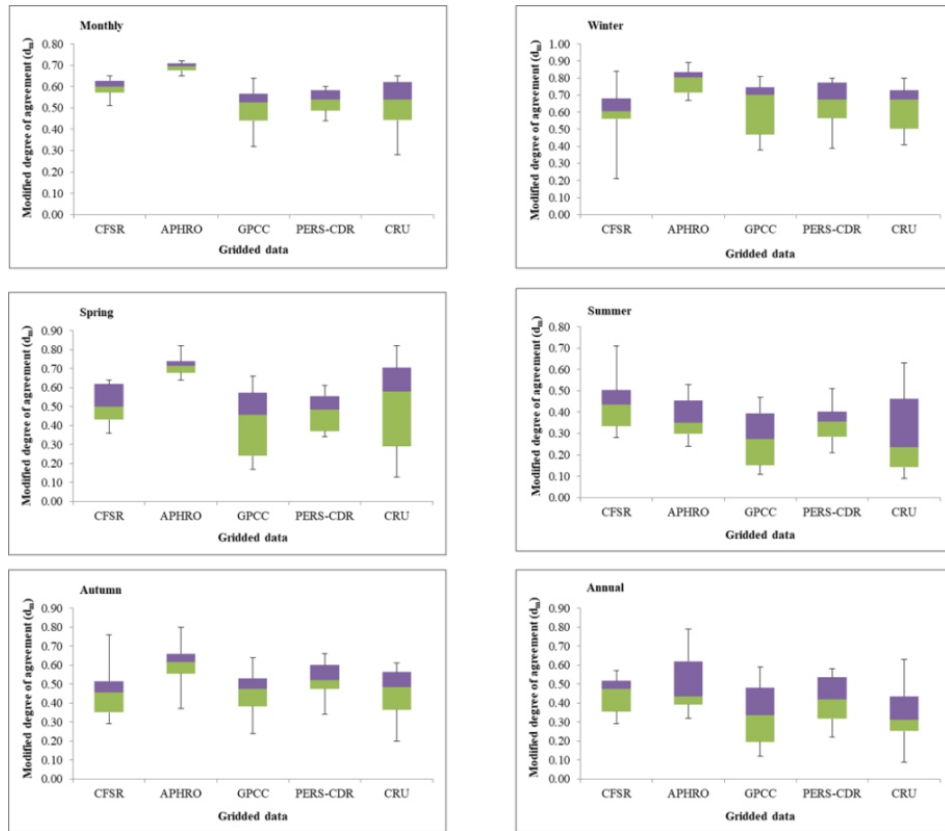 Monthly
Modified degree of agreement (dm)
0.80
0.70
0.60
0.50
0.40
0.30
0.20
0.10
0.00
CFSR APHRO GPCC PERS-CDR CRU
Gridded data
Winter
Modified degree of agreement (dm)
1.00
0.90
0.80
0.70
0.60
0.50
0.40
0.30
0.20
0.10
0.00
CFSR APHRO GPCC PERS-CDR CRU
Gridded data
Spring
Modified degree of agreement (dm)
0.90
0.80
0.70
0.60
0.50
0.40
0.30
0.20
0.10
0.00
CFSR APHRO GPCC PERS-CDR CRU
Gridded data
Summer
Modified degree of agreement (dm)
0.80
0.70
0.60
0.50
0.40
0.30
0.20
0.10
0.00
CFSR APHRO GPCC PERS-CDR CRU
Gridded data
Autumn
Modified degree of agreement (dm)
0.90
0.80
0.70
0.60
0.50
0.40
0.30
0.20
0.10
0.00
CFSR APHRO GPCC PERS-CDR CRU
Gridded data
Annual
Modified degree of agreement (dm)
0.90
0.80
0.70
0.60
0.50
0.40
0.30
0.20
0.10
0.00
CFSR APHRO GPCC PERS-CDR CRU
Gridded data